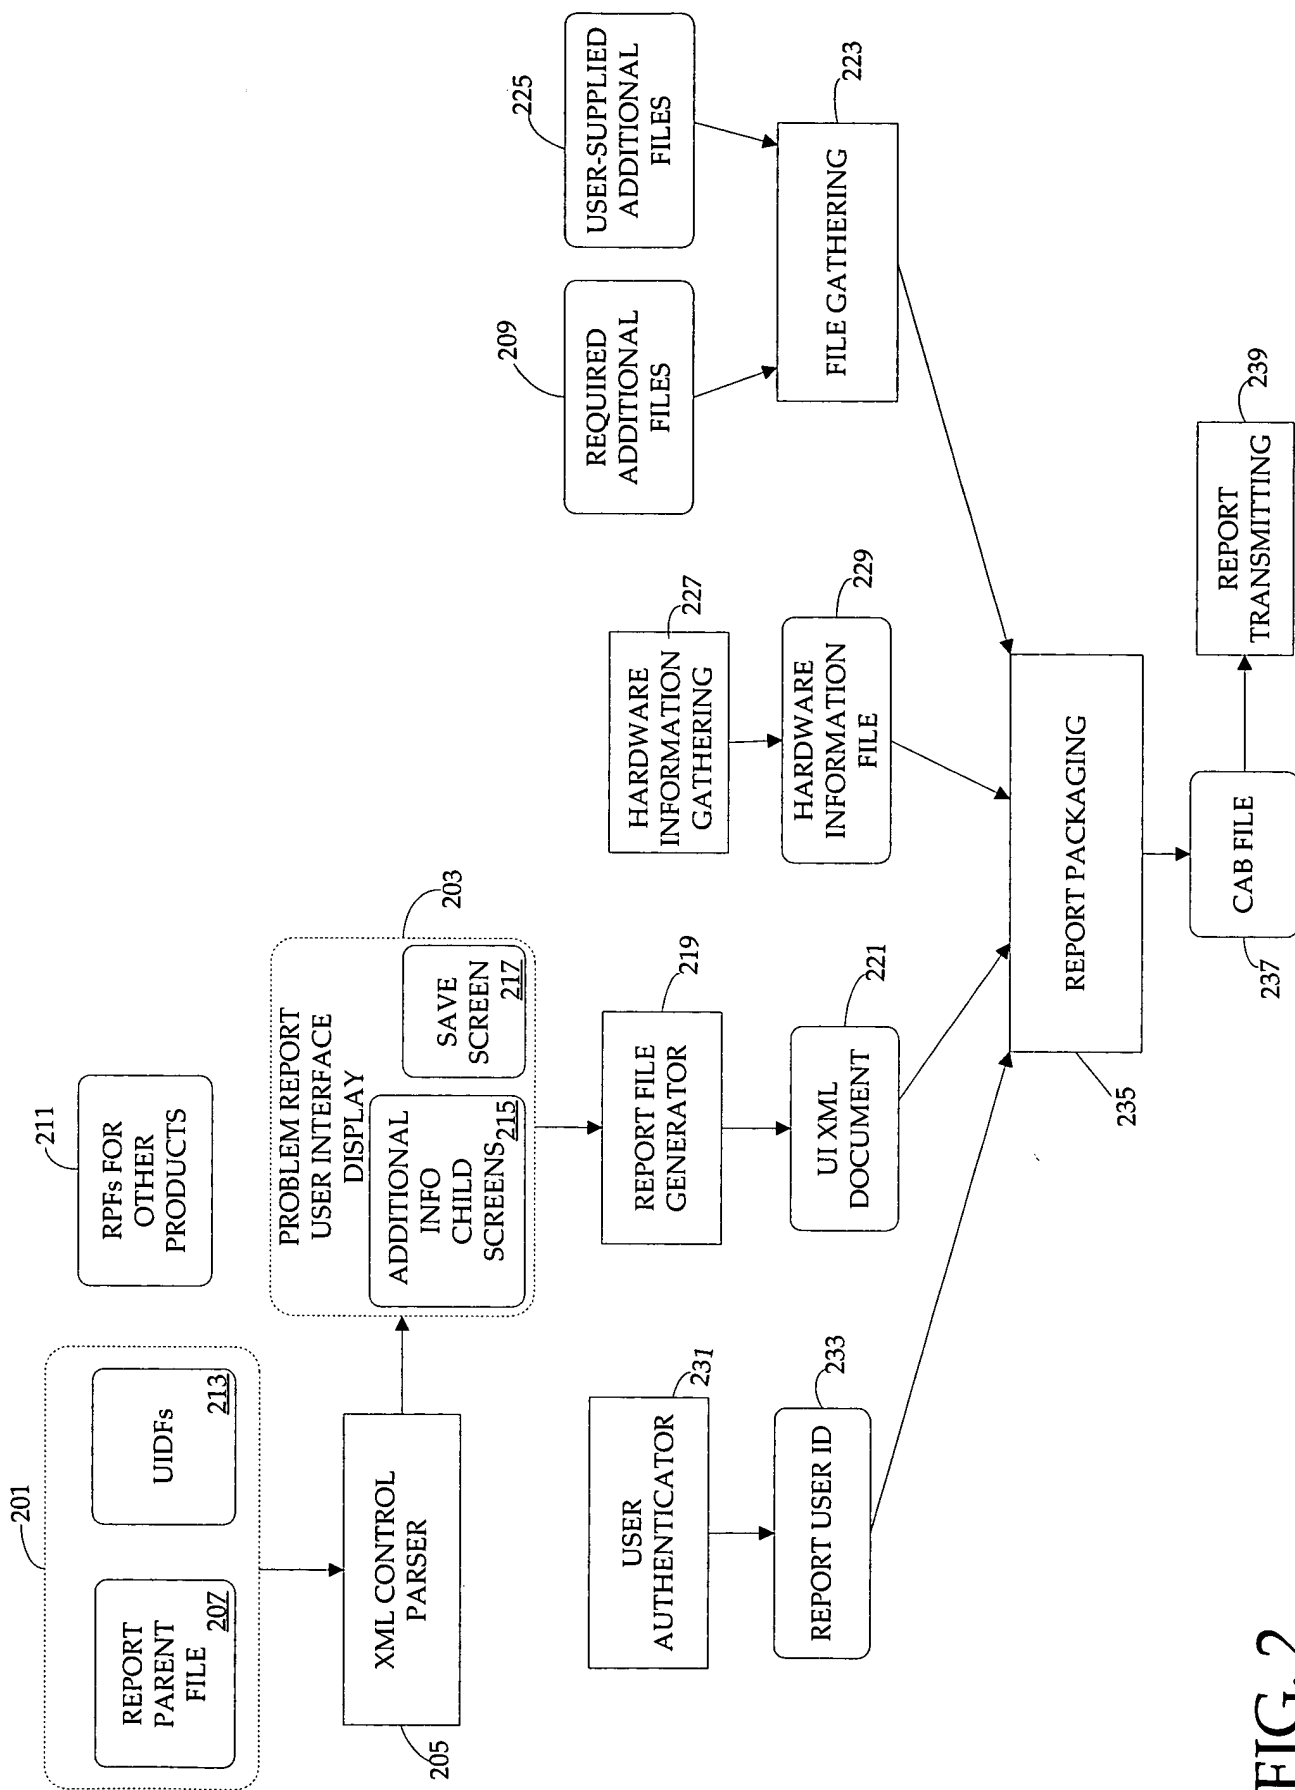 201
REPORT
PARENT
FILE
207
UIDFs
213
211
RPFs FOR
OTHER
PRODUCTS
XML CONTROL
PARSER
205
PROBLEM REPORT
USER INTERFACE
DISPLAY
203
ADDITIONAL
INFO
CHILD
SCREENS
215
SAVE
SCREEN
217
USER
AUTHENTICATOR
231
REPORT USER ID
233
REPORT FILE
GENERATOR
219
UI XML
DOCUMENT
221
HARDWARE
INFORMATION
GATHERING
227
HARDWARE
INFORMATION
FILE
229
209
REQUIRED
ADDITIONAL
FILES
225
USER-SUPPLIED
ADDITIONAL
FILES
FILE GATHERING
223
REPORT PACKAGING
235
CAB FILE
237
REPORT
TRANSMITTING
239
FIG. 2